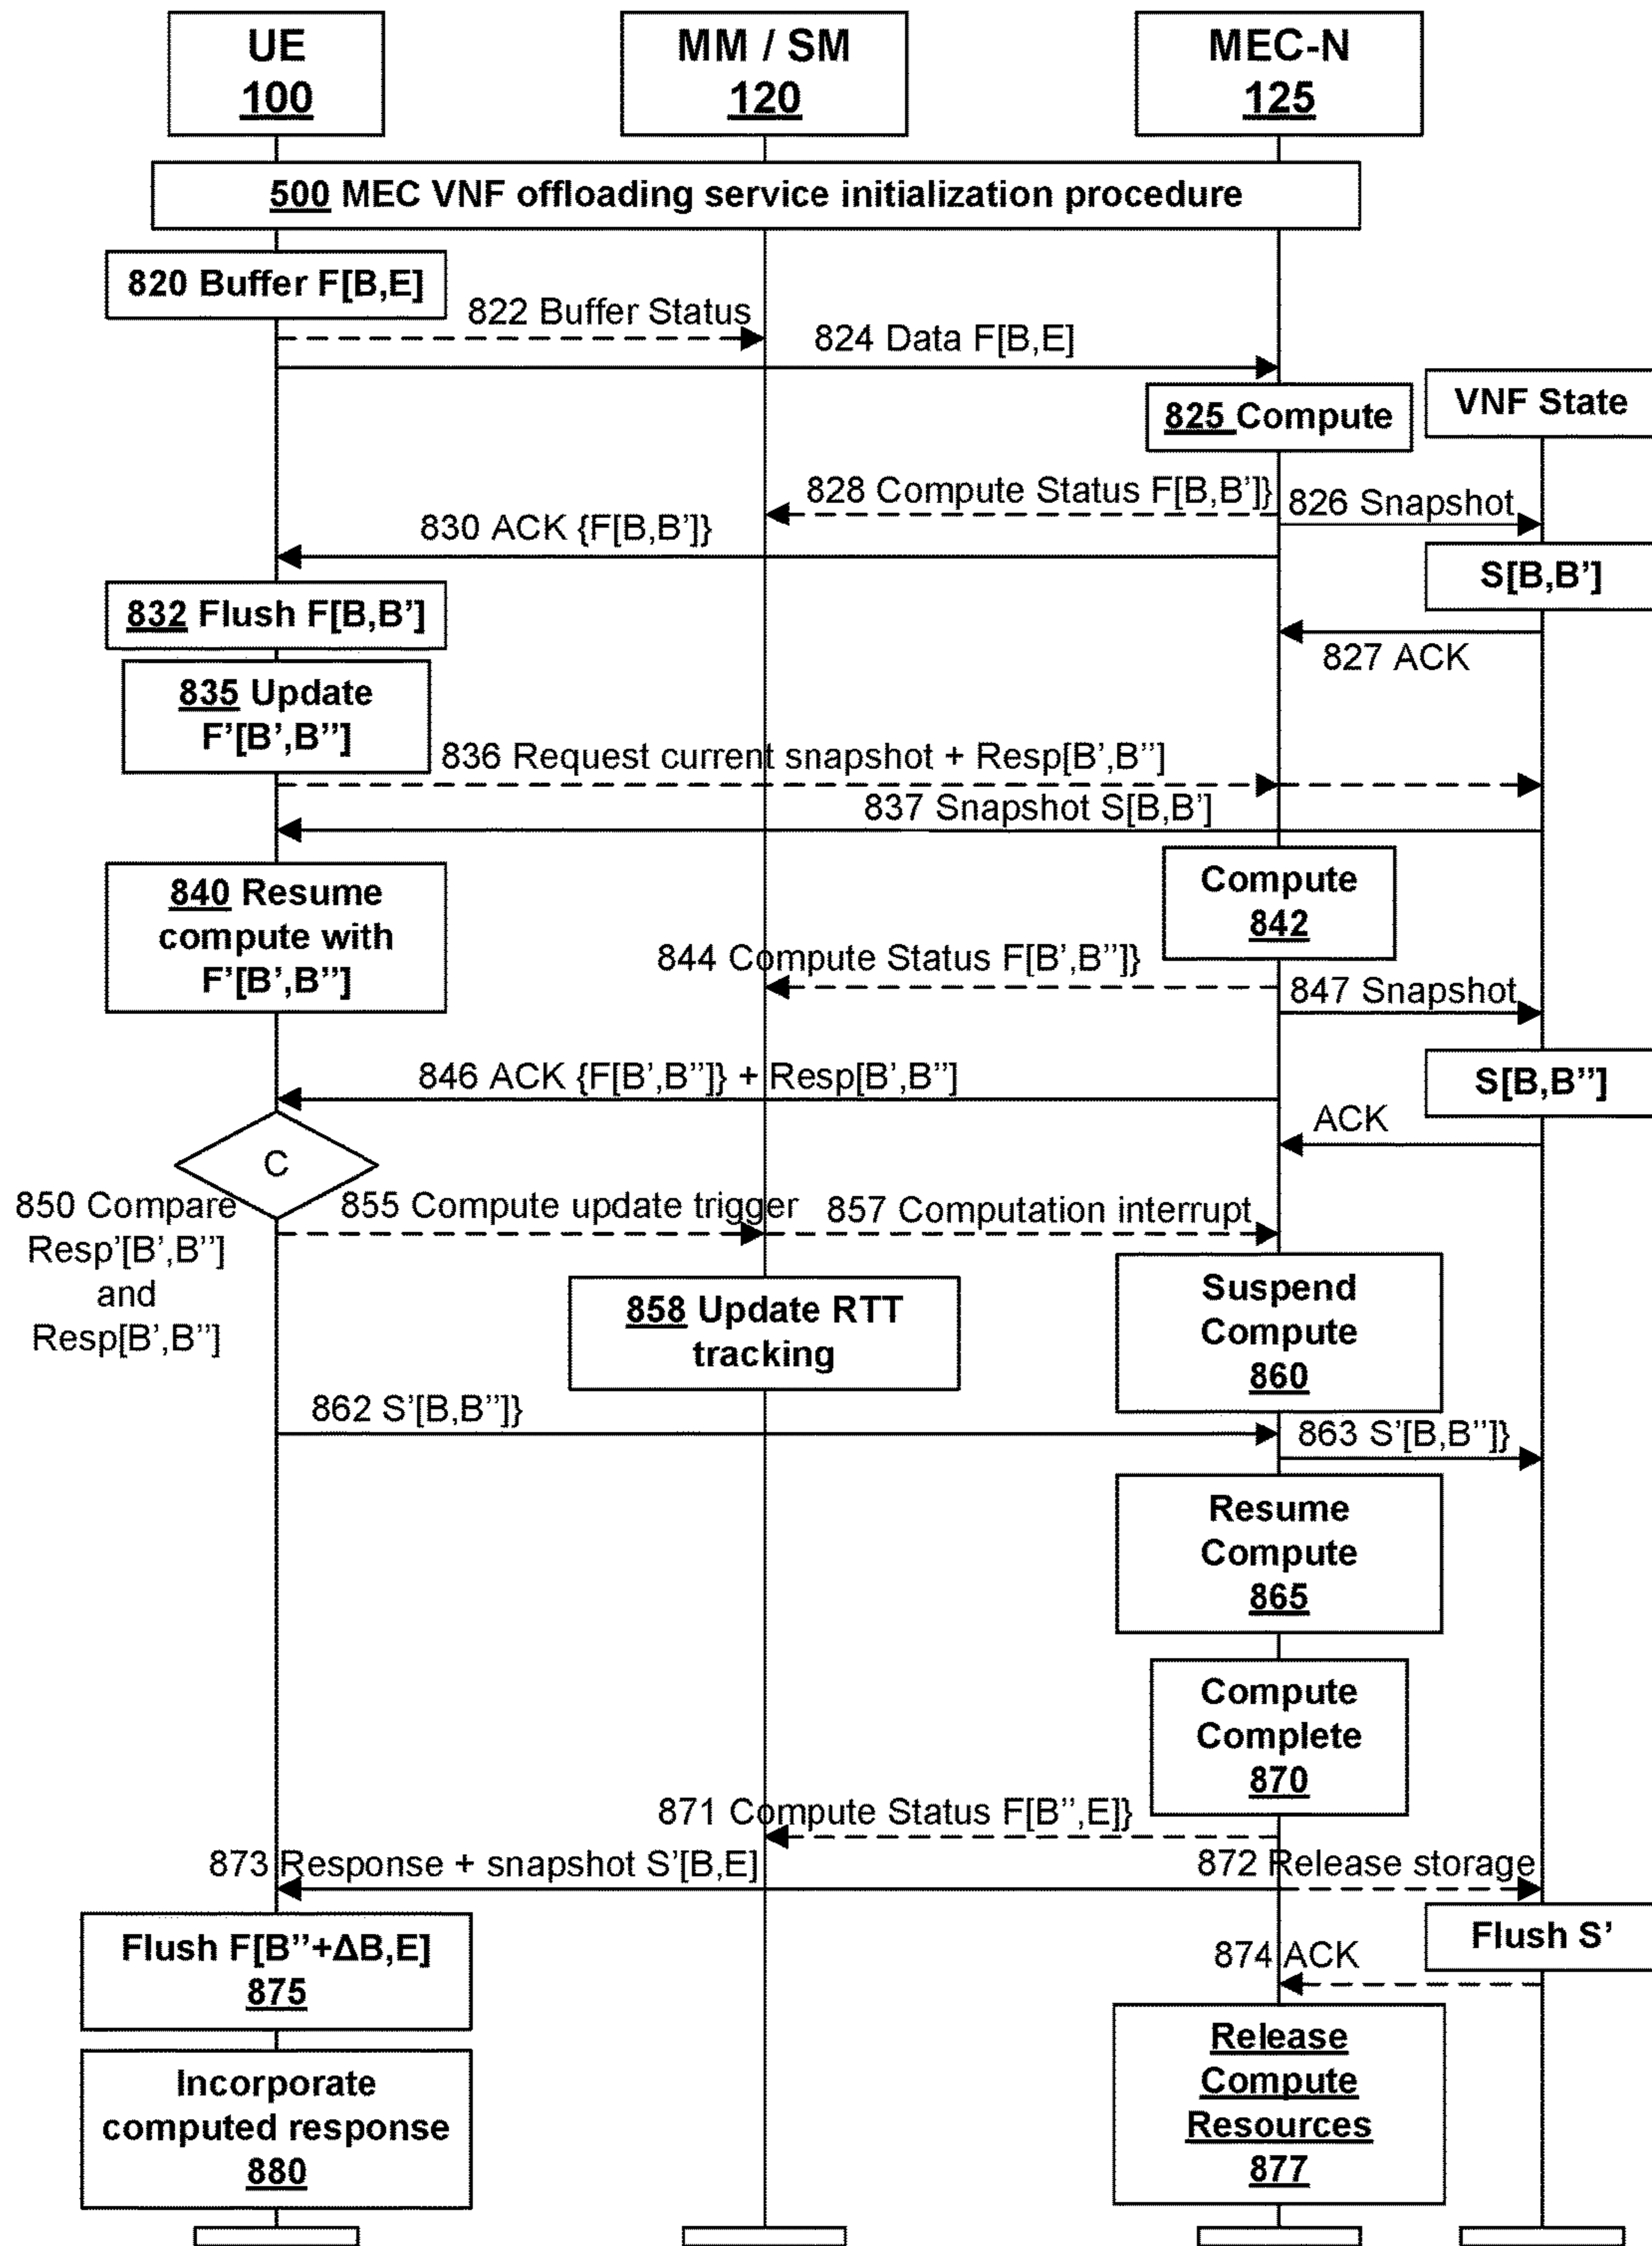 UE
100
MM / SM
120
MEC-N
125
500 MEC VNF offloading service initialization procedure
820 Buffer F[B,E]
822 Buffer Status
824 Data F[B,E]
825 Compute
VNF State
828 Compute Status F[B,B’]}
826 Snapshot
830 ACK {F[B,B’]}
S[B,B’]
832 Flush F[B,B’]
827 ACK
835 Update
F’[B’,B’’]
836 Request current snapshot + Resp[B’,B’’]
837 Snapshot S[B,B’]
840 Resume
compute with
F’[B’,B’’]
Compute
842
844 Compute Status F[B’,B’’]}
847 Snapshot
846 ACK {F[B’,B’’]} + Resp[B’,B’’]
S[B,B’’]
ACK
C
850 Compare
Resp’[B’,B’’]
and
Resp[B’,B’’]
855 Compute update trigger
857 Computation interrupt
858 Update RTT
tracking
Suspend
Compute
860
862 S’[B,B’’]}
863 S’[B,B’’]}
Resume
Compute
865
Compute
Complete
870
871 Compute Status F[B’’,E]}
873 Response + snapshot S’[B,E]
872 Release storage
Flush F[B’’+ΔB,E]
875
Flush S’
874 ACK
Incorporate
computed response
880
Release
Compute
Resources
877